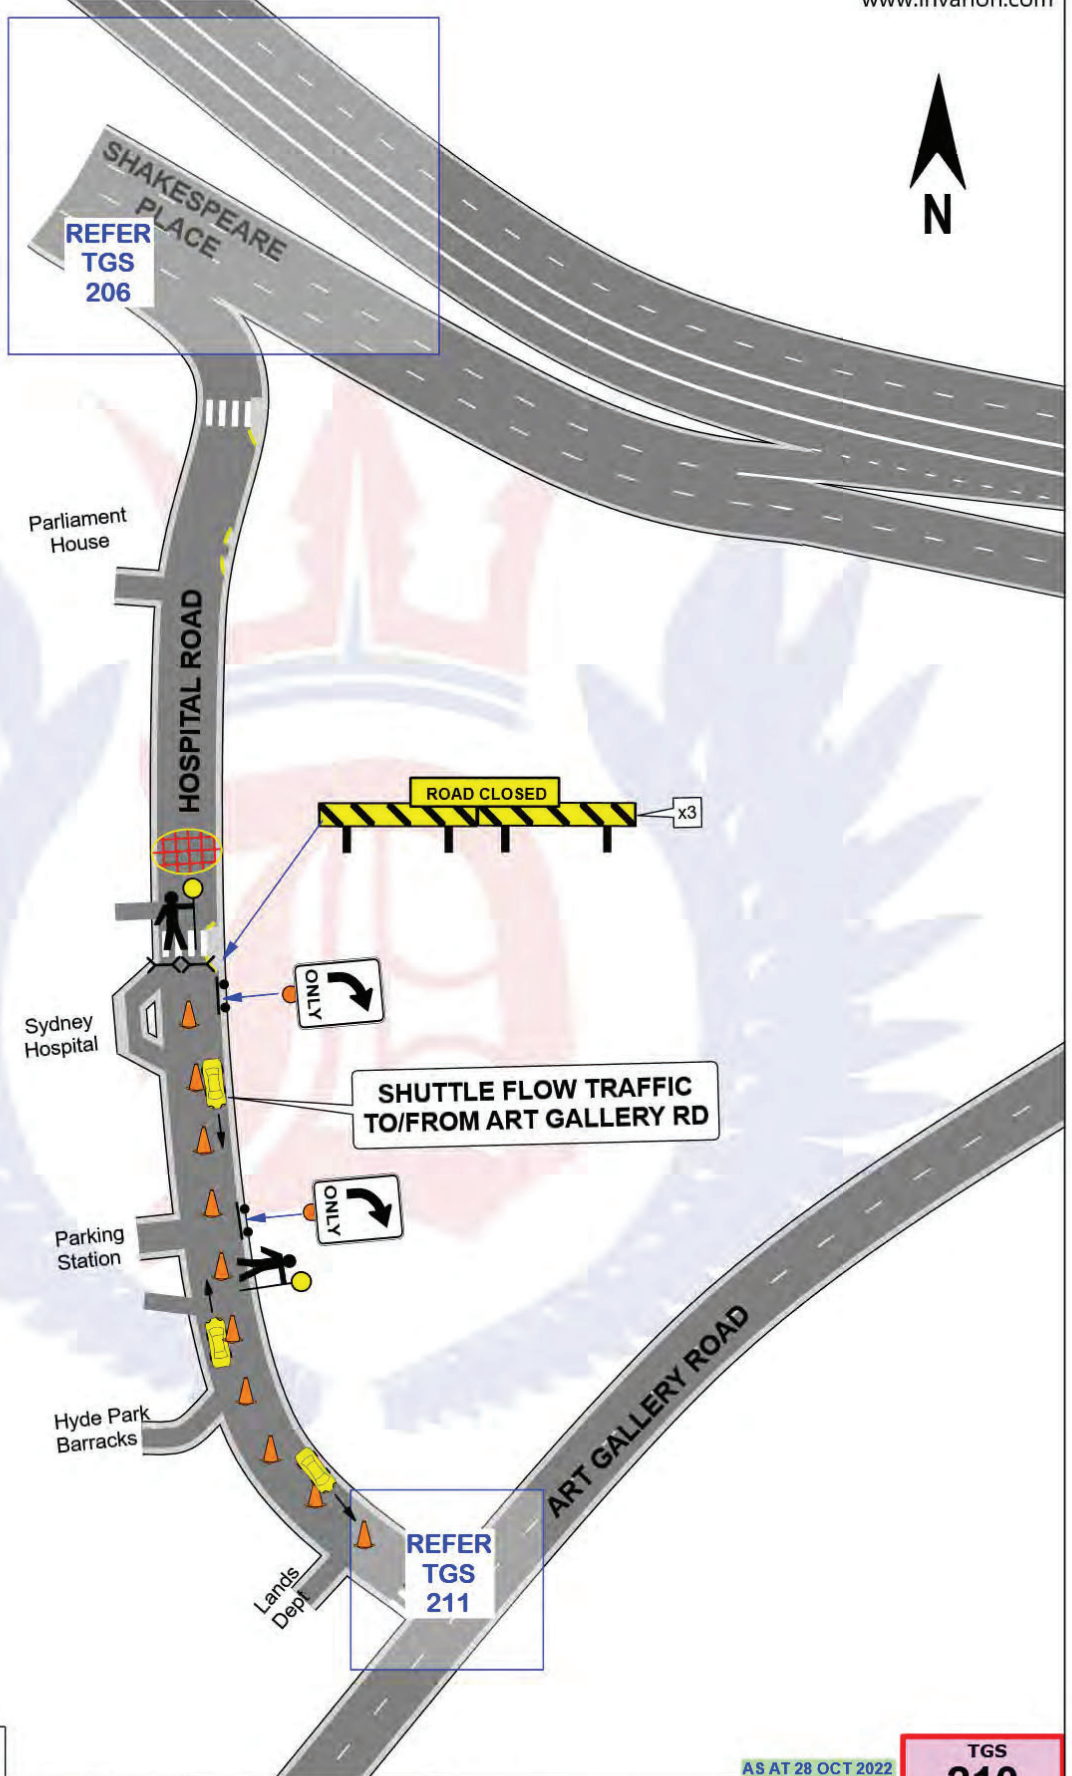 www.invarion.com
SHAKESPEARE
PLACE
REFER
TGS
206
N
Parliament
House
HOSPITAL ROAD
ROAD CLOSED
x3
ONLY
Sydney
Hospital
SHUTTLE FLOW TRAFFIC
TO/FROM ART GALLERY RD
ONLY
Parking
Station
Hyde Park
Barracks
ART GALLERY ROAD
REFER
TGS
211
Lands
Dept
AS AT 28 OCT 2022
TGS
210